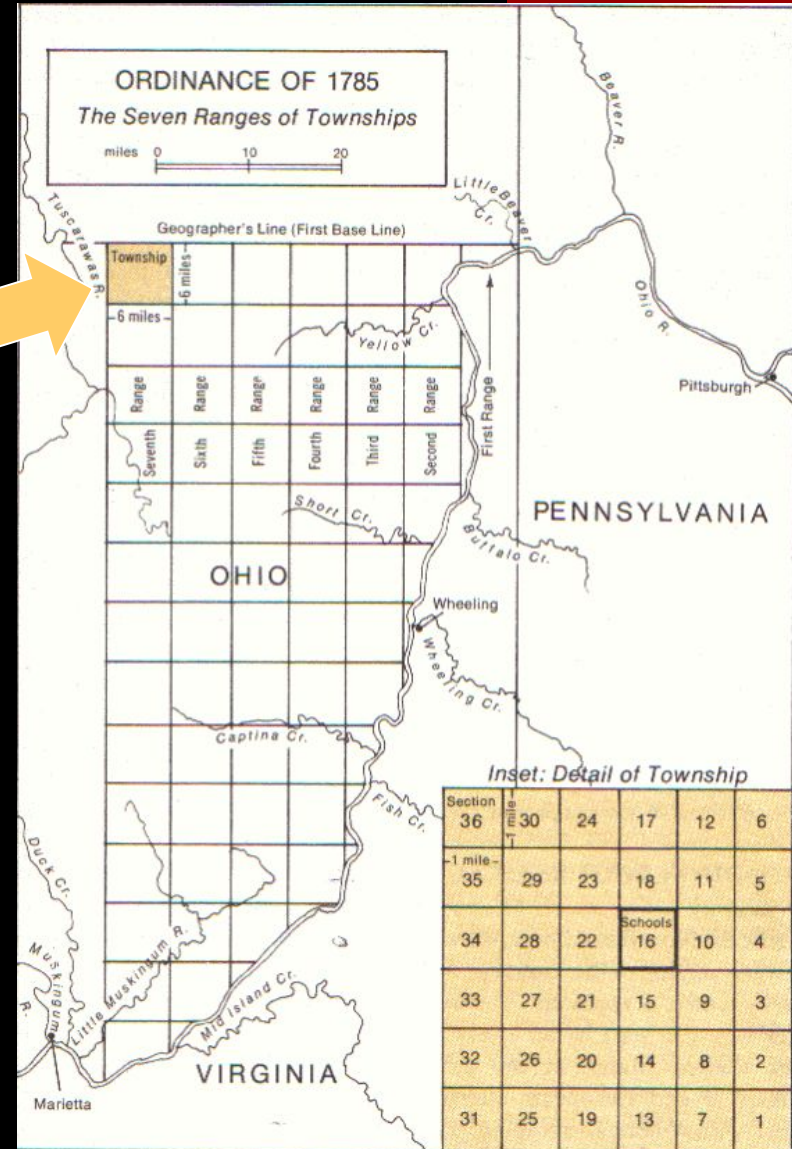 ORDINANCE OF 1785
The Seven Ranges of Townships
miles 0 10 20
Beaver R.
Little Beaver Cr.
Tuscarawas R.
Geographer's Line (First Base Line)
Township
6 miles
6 miles
Yellow Cr.
Ohio R.
Pittsburgh
Seventh Range
Sixth Range
Fifth Range
Fourth Range
Third Range
Second Range
First Range
Short Cr.
PENNSYLVANIA
Buffalo Cr.
OHIO
Wheeling
Wheeling Cr.
Captina Cr.
Fish Cr.
Duck Cr.
Muskingum R.
Little Muskingum R.
Mid Island Cr.
VIRGINIA
Marietta
Inset: Detail of Township
Section
1 mile
36 30 24 17 12 6
1 mile
35 29 23 18 11 5
Schools
34 28 22 16 10 4
33 27 21 15 9 3
32 26 20 14 8 2
31 25 19 13 7 1